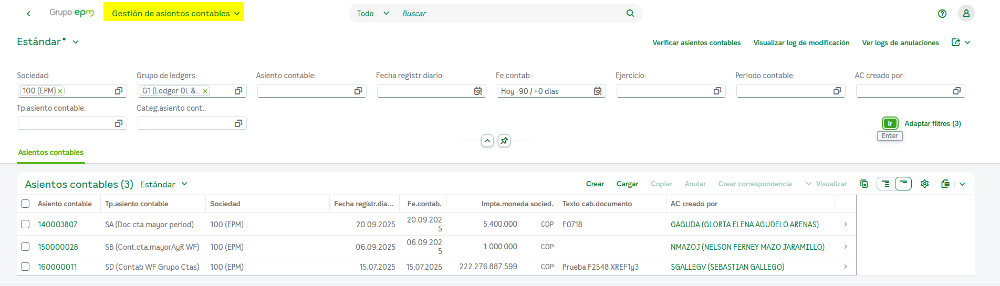 Grupo·epm
Gestión de asientos contables
Todo
Buscar
Estándar*
Verificar asientos contables
Visualizar log de modificación
Ver logs de anulaciones
Sociedad:
Grupo de ledgers:
Asiento contable:
Fecha registr.diario:
Fe.contab.:
Ejercicio:
Período contable:
AC creado por:
100 (EPM)
G1 (Ledger 0L &...
Hoy -90 / +0 días
Tp.asiento contable:
Categ.asiento cont.:
Ir
Adaptar filtros (3)
Enter
Asientos contables
Asientos contables (3)
Estándar
Crear
Cargar
Copiar
Anular
Crear correspondencia
Visualizar
Asiento contable
Tp.asiento contable
Sociedad
Fecha registr.dia...
Fe.contab.
Impte.moneda socied.
Texto cab.documento
AC creado por
140003807
SA (Doc cta.mayor period)
100 (EPM)
20.09.2025
20.09.202
5
5.400.000
COP
F0718
GAGUDA (GLORIA ELENA AGUDELO ARENAS)
150000028
SB (Cont.cta.mayorAyR WF)
100 (EPM)
06.09.2025
06.09.202
5
1.000.000
COP
NMAZOJ (NELSON FERNEY MAZO JARAMILLO)
160000011
SD (Contab WF Grupo Ctas)
100 (EPM)
15.07.2025
15.07.2025
222.276.887.599
COP
Prueba F2548 XREF1y3
SGALLEGV (SEBASTIAN GALLEGO)